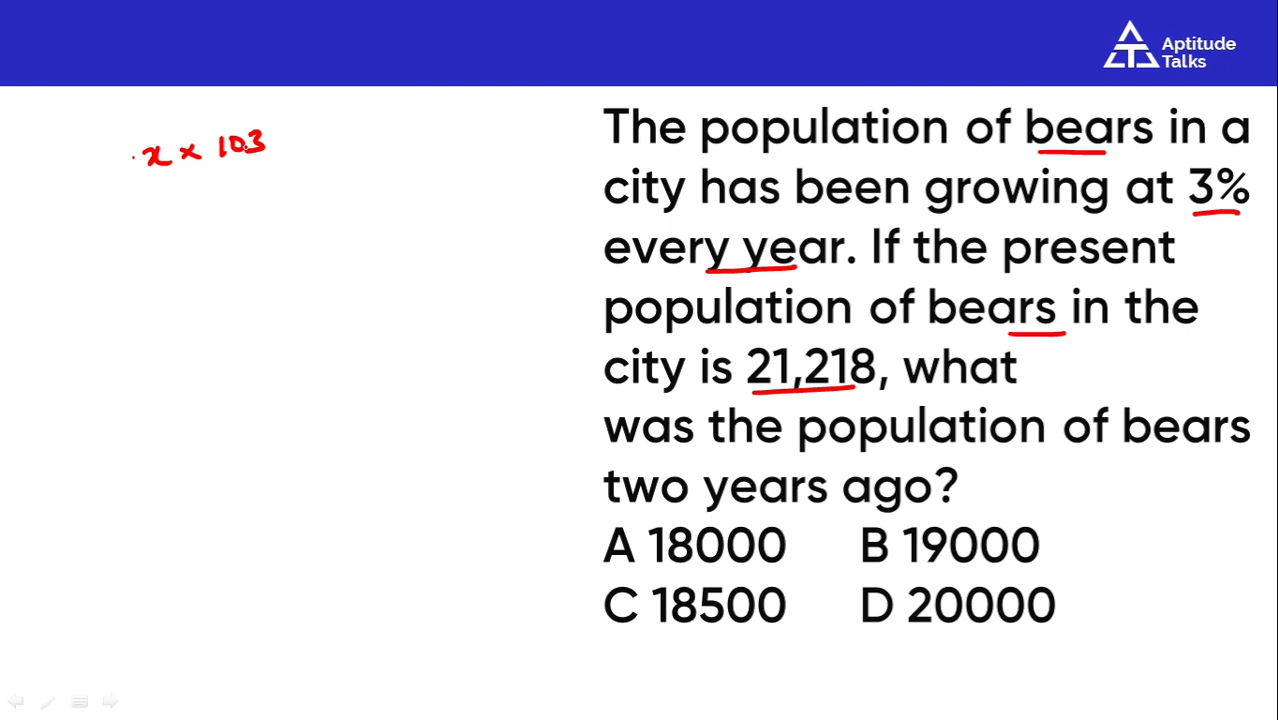 Aptitude
Talks
x × 103
The population of bears in a
city has been growing at 3%
every year. If the present
population of bears in the
city is 21,218, what
was the population of bears
two years ago?
A 18000 B 19000
C 18500 D 20000